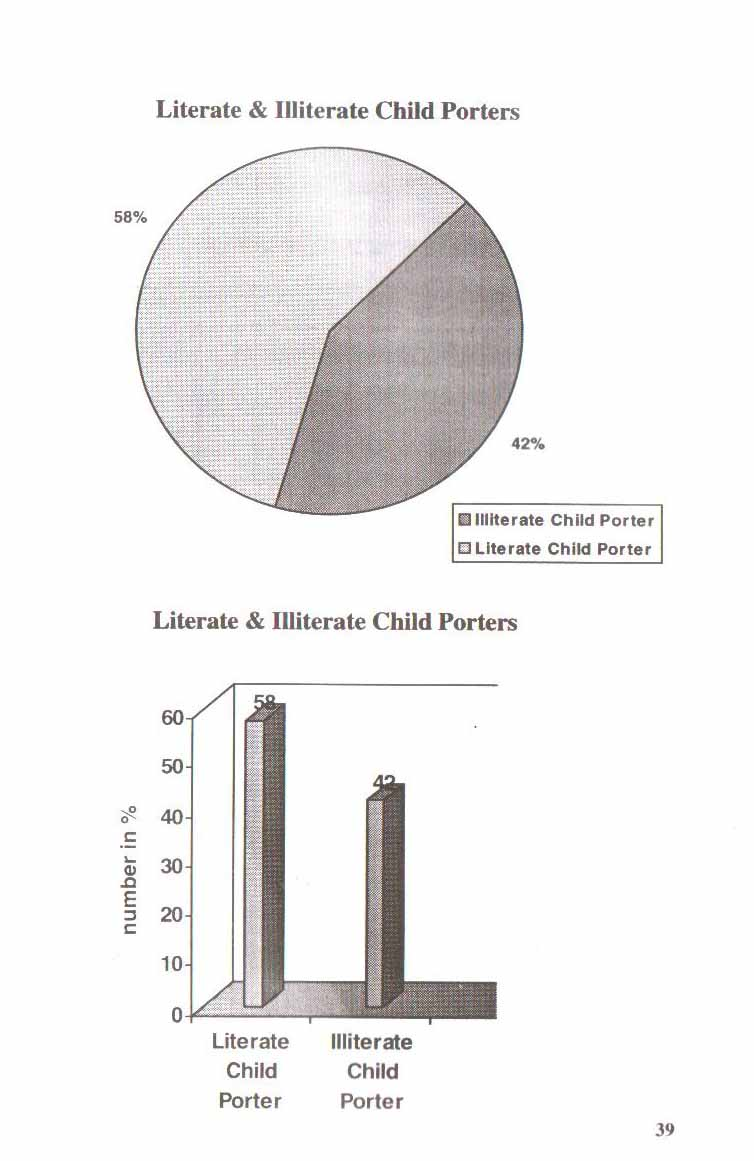 Literate & Illiterate Child Porters
58%
42%
Illiterate Child Porter
Literate Child Porter
Literate & Illiterate Child Porters
58
42
60
50
40
30
20
10
0
number in %
Literate Child Porter
Illiterate Child Porter
39